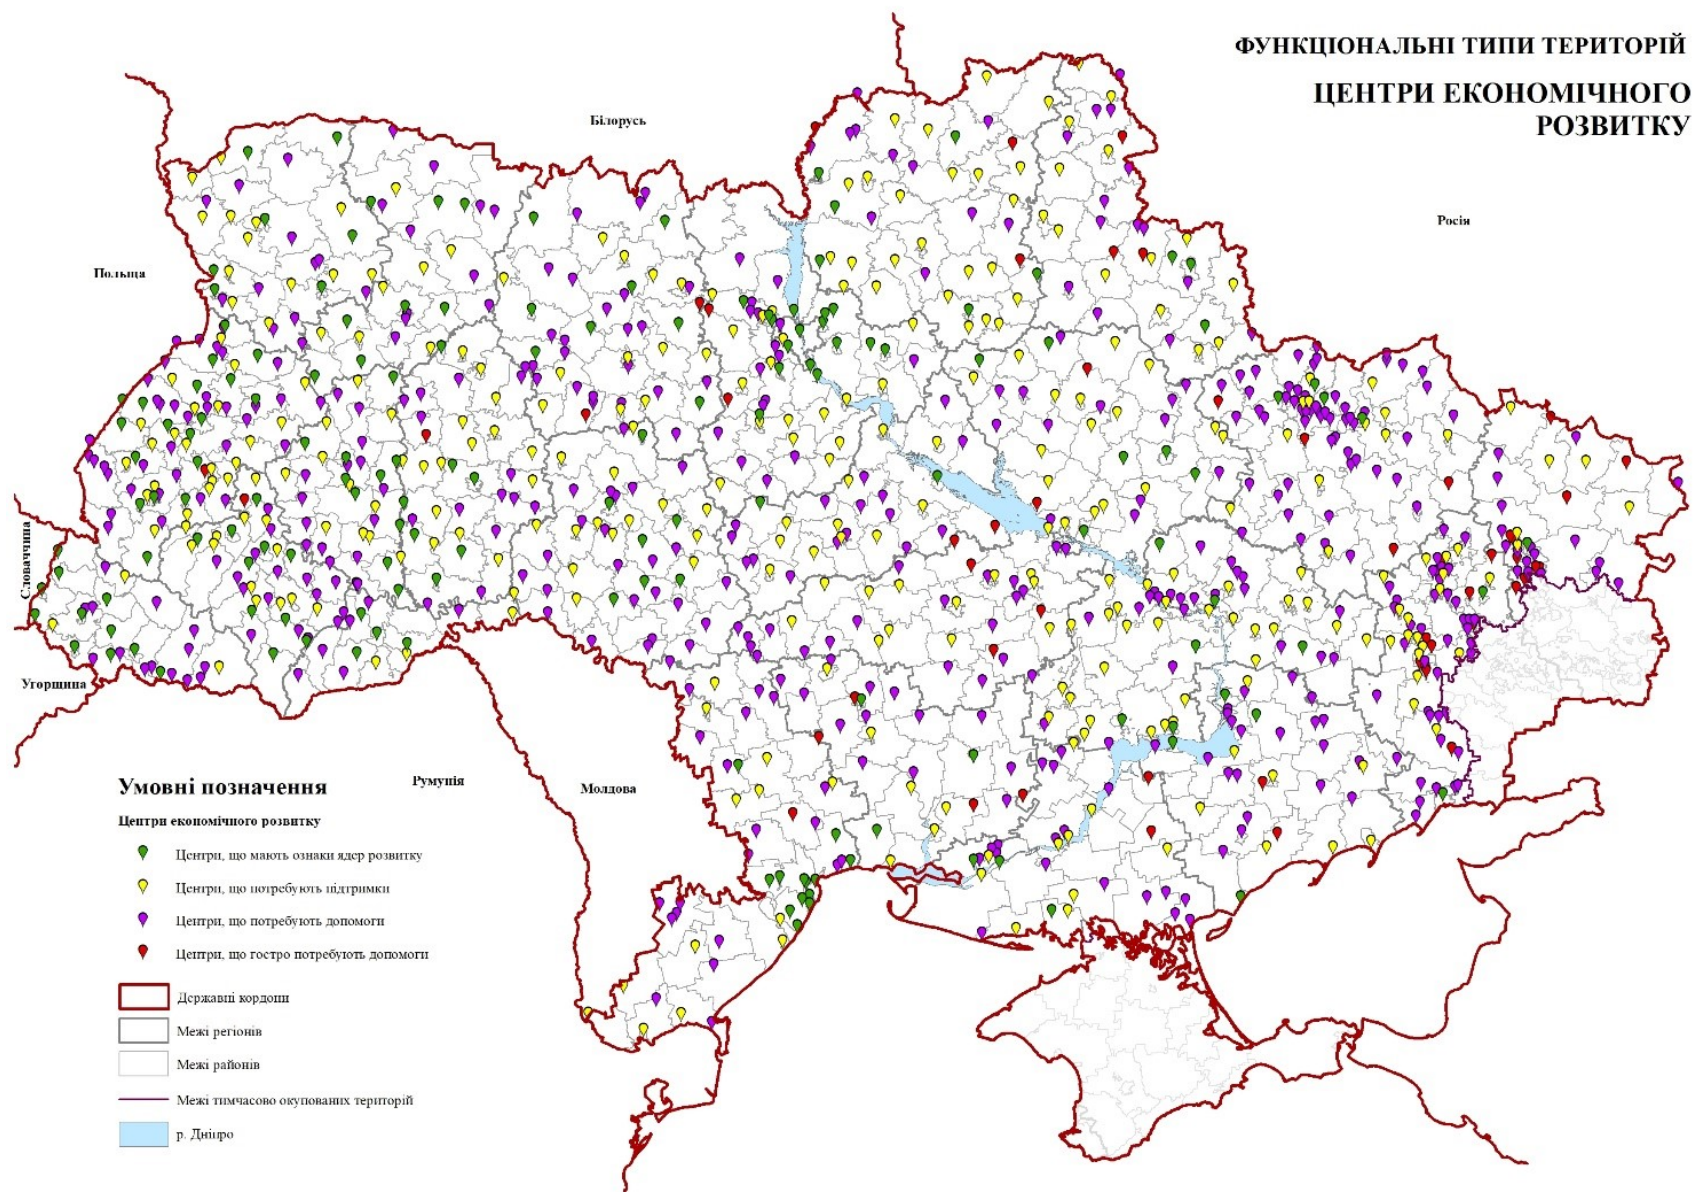 ФУНКЦІОНАЛЬНІ ТИПИ ТЕРИТОРІЙ
ЦЕНТРИ ЕКОНОМІЧНОГО
РОЗВИТКУ
Білорусь
Росія
Польща
Словаччина
Угорщина
Румунія
Молдова
Умовні позначення
Центри економічного розвитку
Центри, що мають ознаки ядер розвитку
Центри, що потребують підтримки
Центри, що потребують допомоги
Центри, що гостро потребують допомоги
Державні кордони
Межі регіонів
Межі районів
Межі тимчасово окупованих територій
р. Дніпро